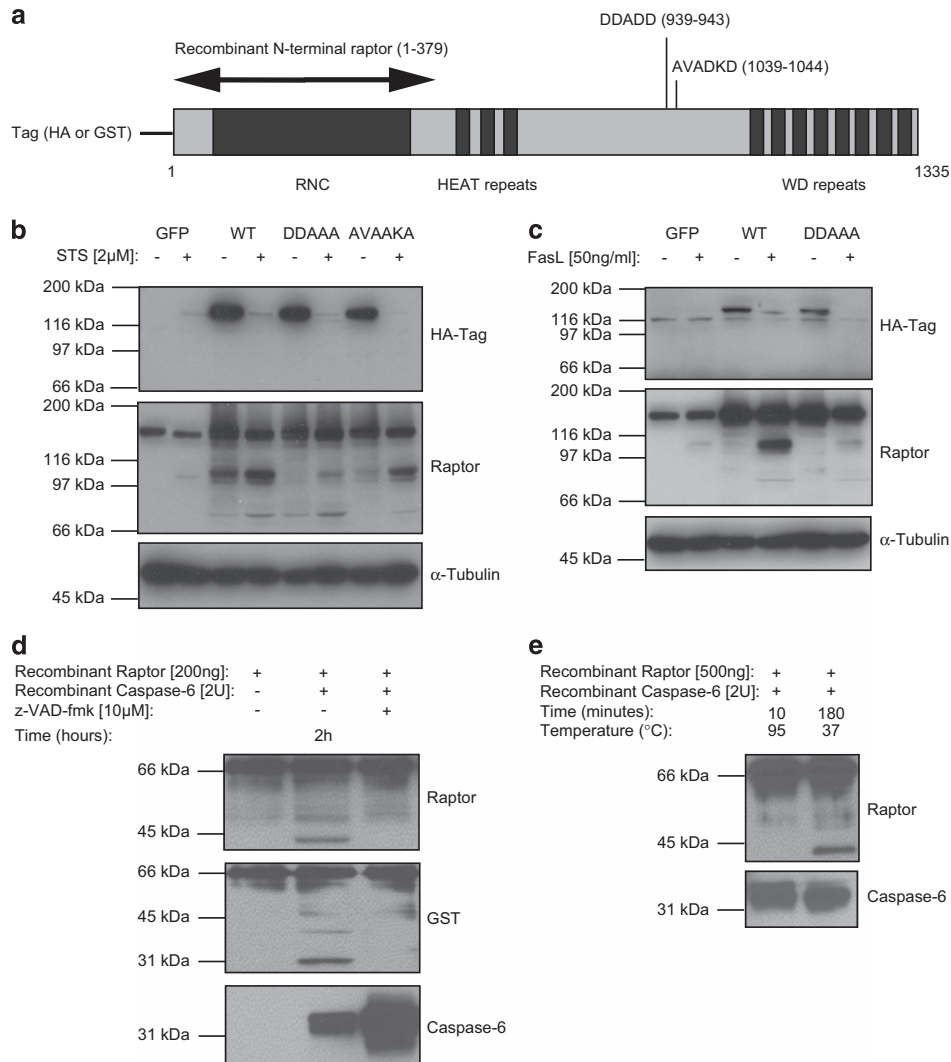 a
DDADD (939-943)
Recombinant N-terminal raptor (1-379)
AVADKD (1039-1044)
Tag (HA or GST)
1
RNC
HEAT repeats
WD repeats
1335
b
GFP WT DDAAA AVAAKA
STS [2µM]: - + - + - + - +
200 kDa
116 kDa
97 kDa
66 kDa
HA-Tag
200 kDa
116 kDa
97 kDa
66 kDa
Raptor
45 kDa
α-Tubulin
c
GFP WT DDAAA
FasL [50ng/ml]: - + - + - +
200 kDa
116 kDa
97 kDa
66 kDa
HA-Tag
200 kDa
116 kDa
97 kDa
66 kDa
Raptor
45 kDa
α-Tubulin
d
Recombinant Raptor [200ng]: + + +
Recombinant Caspase-6 [2U]: - + +
z-VAD-fmk [10µM]: - - +
Time (hours): 2h
66 kDa
45 kDa
Raptor
66 kDa
45 kDa
31 kDa
GST
31 kDa
Caspase-6
e
Recombinant Raptor [500ng]: + +
Recombinant Caspase-6 [2U]: + +
Time (minutes): 10 180
Temperature (°C): 95 37
66 kDa
45 kDa
Raptor
31 kDa
Caspase-6